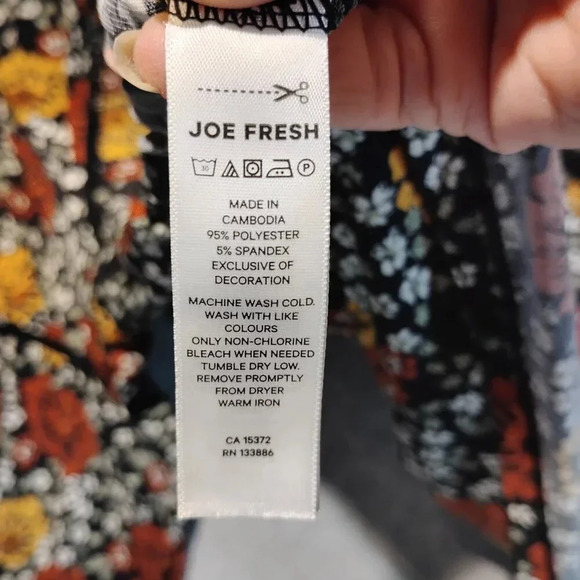 JOE FRESH
30
P
MADE IN
CAMBODIA
95% POLYESTER
5% SPANDEX
EXCLUSIVE OF
DECORATION
MACHINE WASH COLD.
WASH WITH LIKE
COLOURS
ONLY NON-CHLORINE
BLEACH WHEN NEEDED
TUMBLE DRY LOW.
REMOVE PROMPTLY
FROM DRYER
WARM IRON
CA 15372
RN 133886